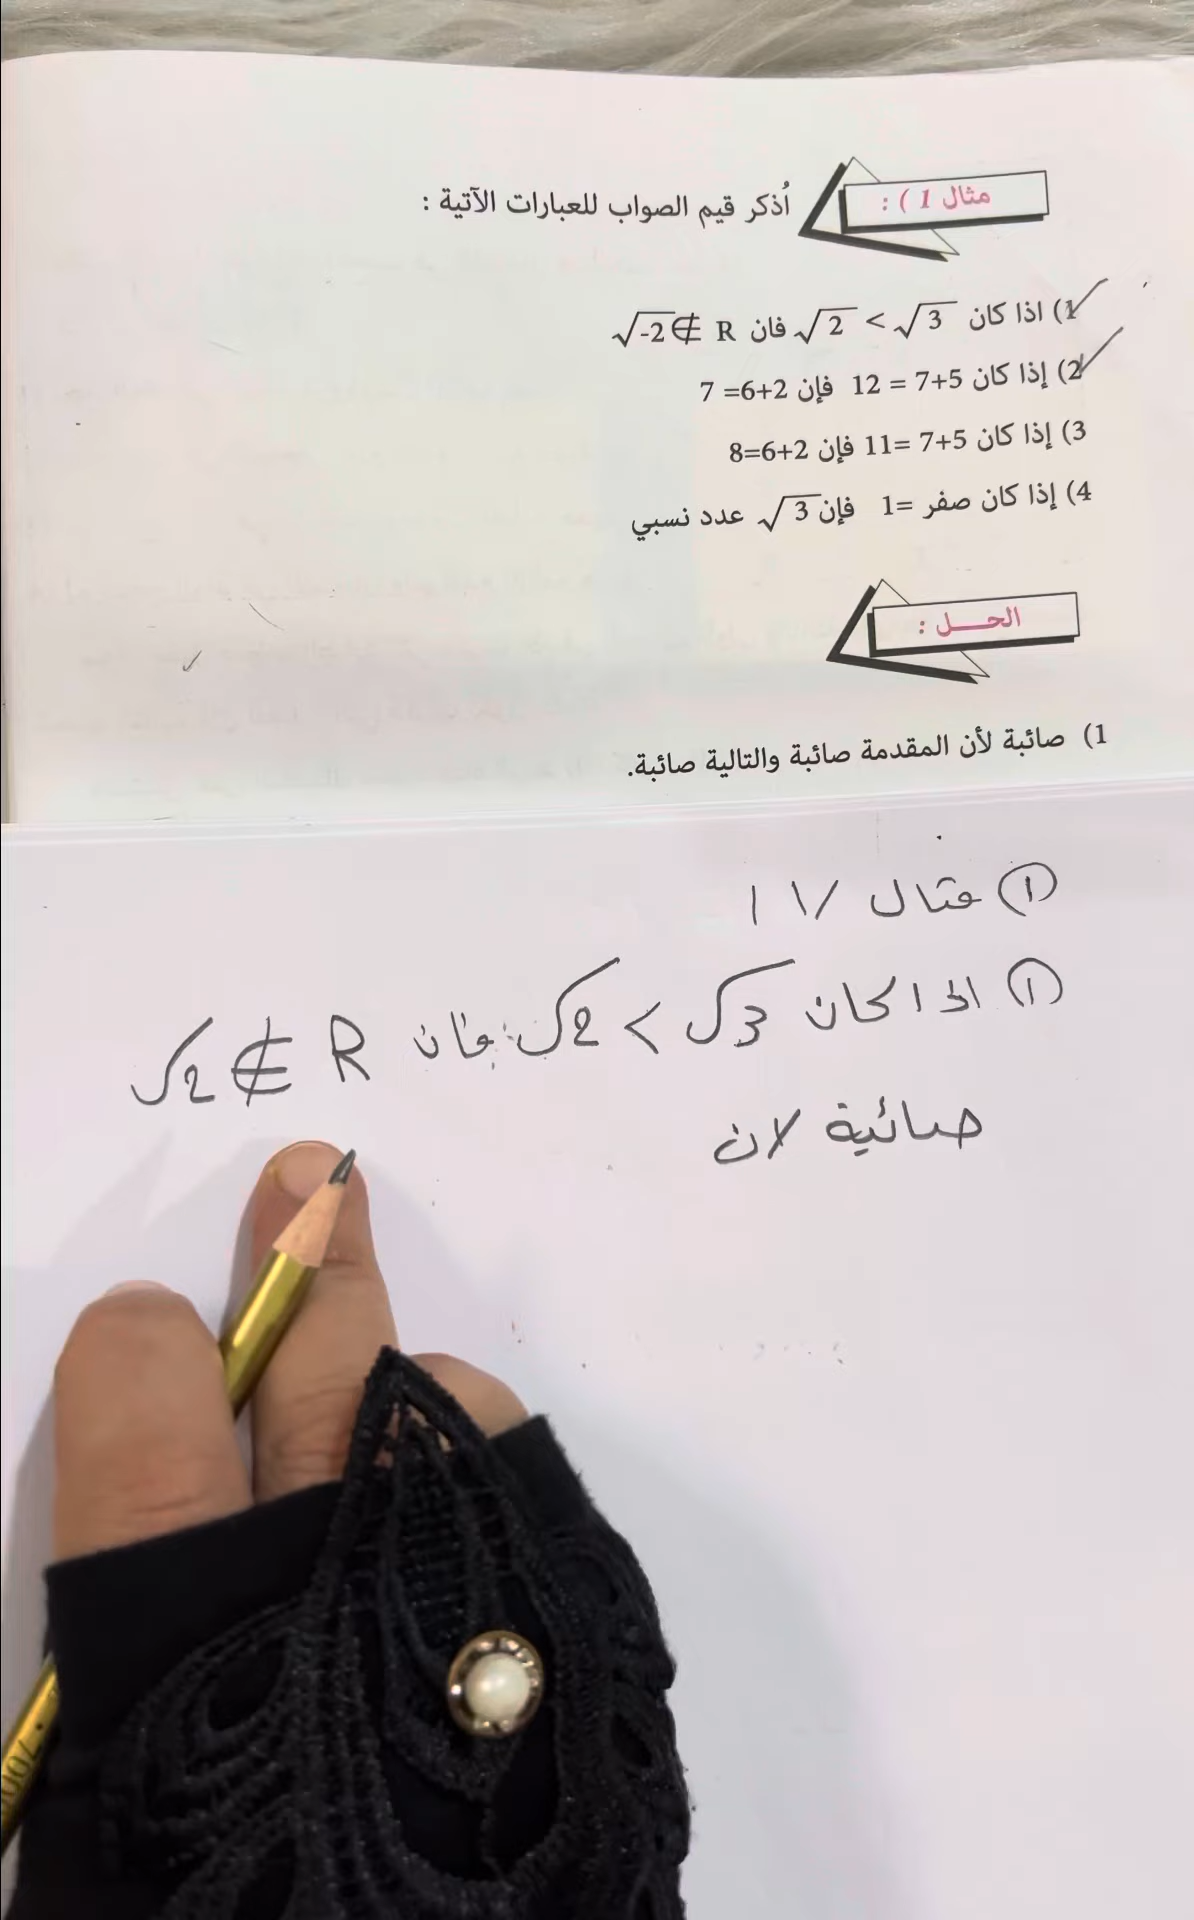 مثال 1 ) :
أُذكر قيم الصواب للعبارات الآتية :
1) اذا كان √3 > √2 فان √-2 ∉ R
2) إذا كان 7+5 = 12 فإن 6+2= 7
3) إذا كان 7+5 =11 فإن 6+2=8
4) إذا كان صفر =1 فإن √3 عدد نسبي
الحـــل :
1) صائبة لأن المقدمة صائبة والتالية صائبة.
① مثال /١ ا
① اذا كان √3 > √2 فان √2 ∉ R
صائبة لان
700